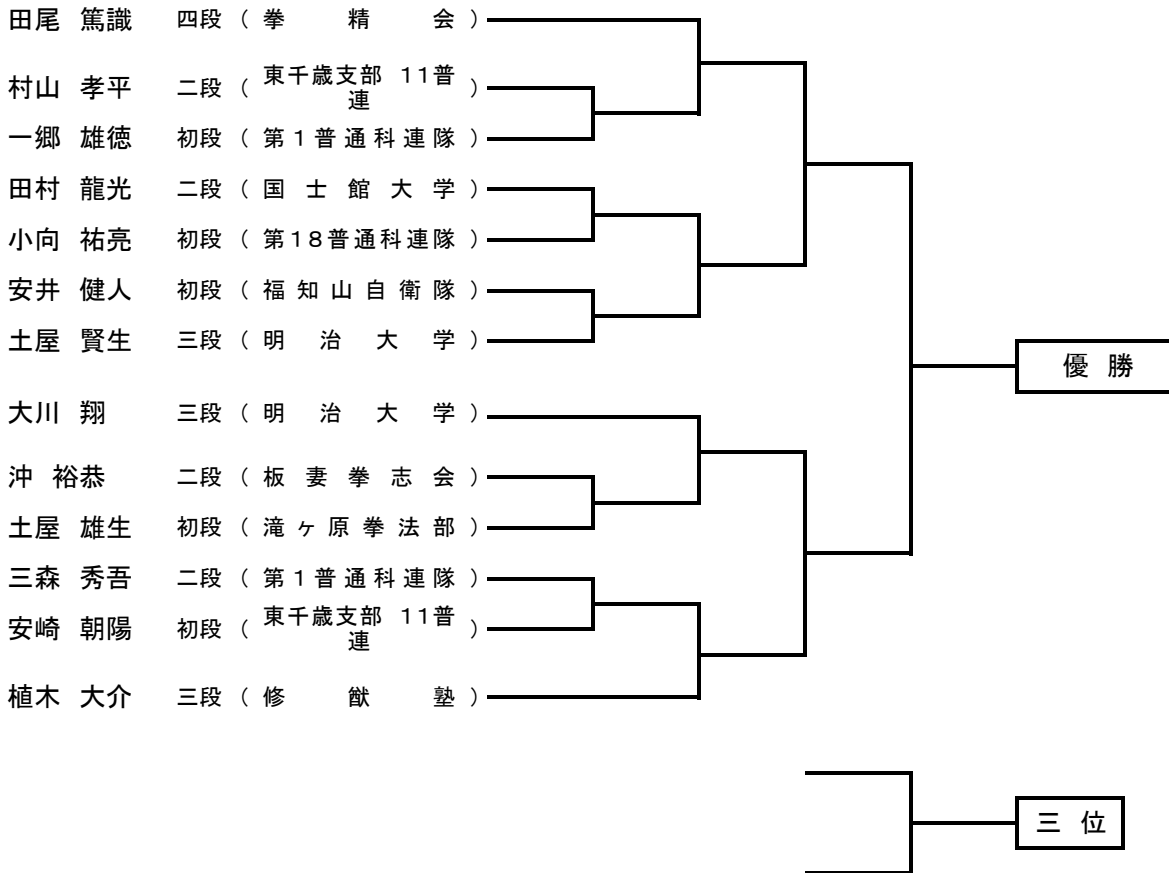 田尾 篤識 四段 （ 拳精会 ）
村山 孝平 二段 （ 東千歳支部 11普連 ）
一郷 雄徳 初段 （ 第1普通科連隊 ）
田村 龍光 二段 （ 国士館大学 ）
小向 祐亮 初段 （ 第18普通科連隊 ）
安井 健人 初段 （ 福知山自衛隊 ）
土屋 賢生 三段 （ 明治大学 ）
優勝
大川 翔 三段 （ 明治大学 ）
沖 裕恭 二段 （ 板妻拳志会 ）
土屋 雄生 初段 （ 滝ヶ原拳法部 ）
三森 秀吾 二段 （ 第1普通科連隊 ）
安崎 朝陽 初段 （ 東千歳支部 11普連 ）
植木 大介 三段 （ 修猷塾 ）
三位